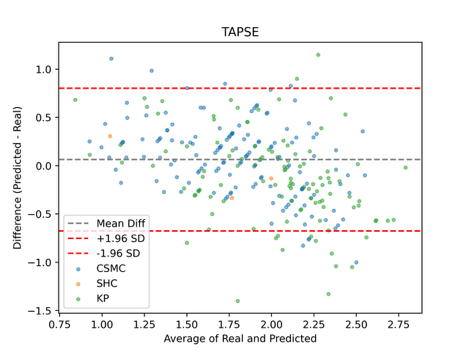 TAPSE
1.0
0.5
0.0
−0.5
−1.0
−1.5
Difference (Predicted - Real)
Mean Diff
+1.96 SD
-1.96 SD
CSMC
SHC
KP
0.75 1.00 1.25 1.50 1.75 2.00 2.25 2.50 2.75
Average of Real and Predicted